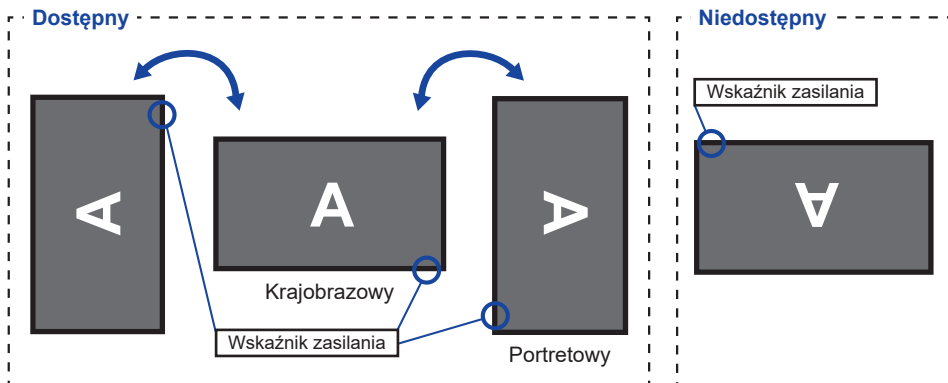 Dostępny
Niedostępny
Wskaźnik zasilania
A
A
A
A
Krajobrazowy
Wskaźnik zasilania
Portretowy